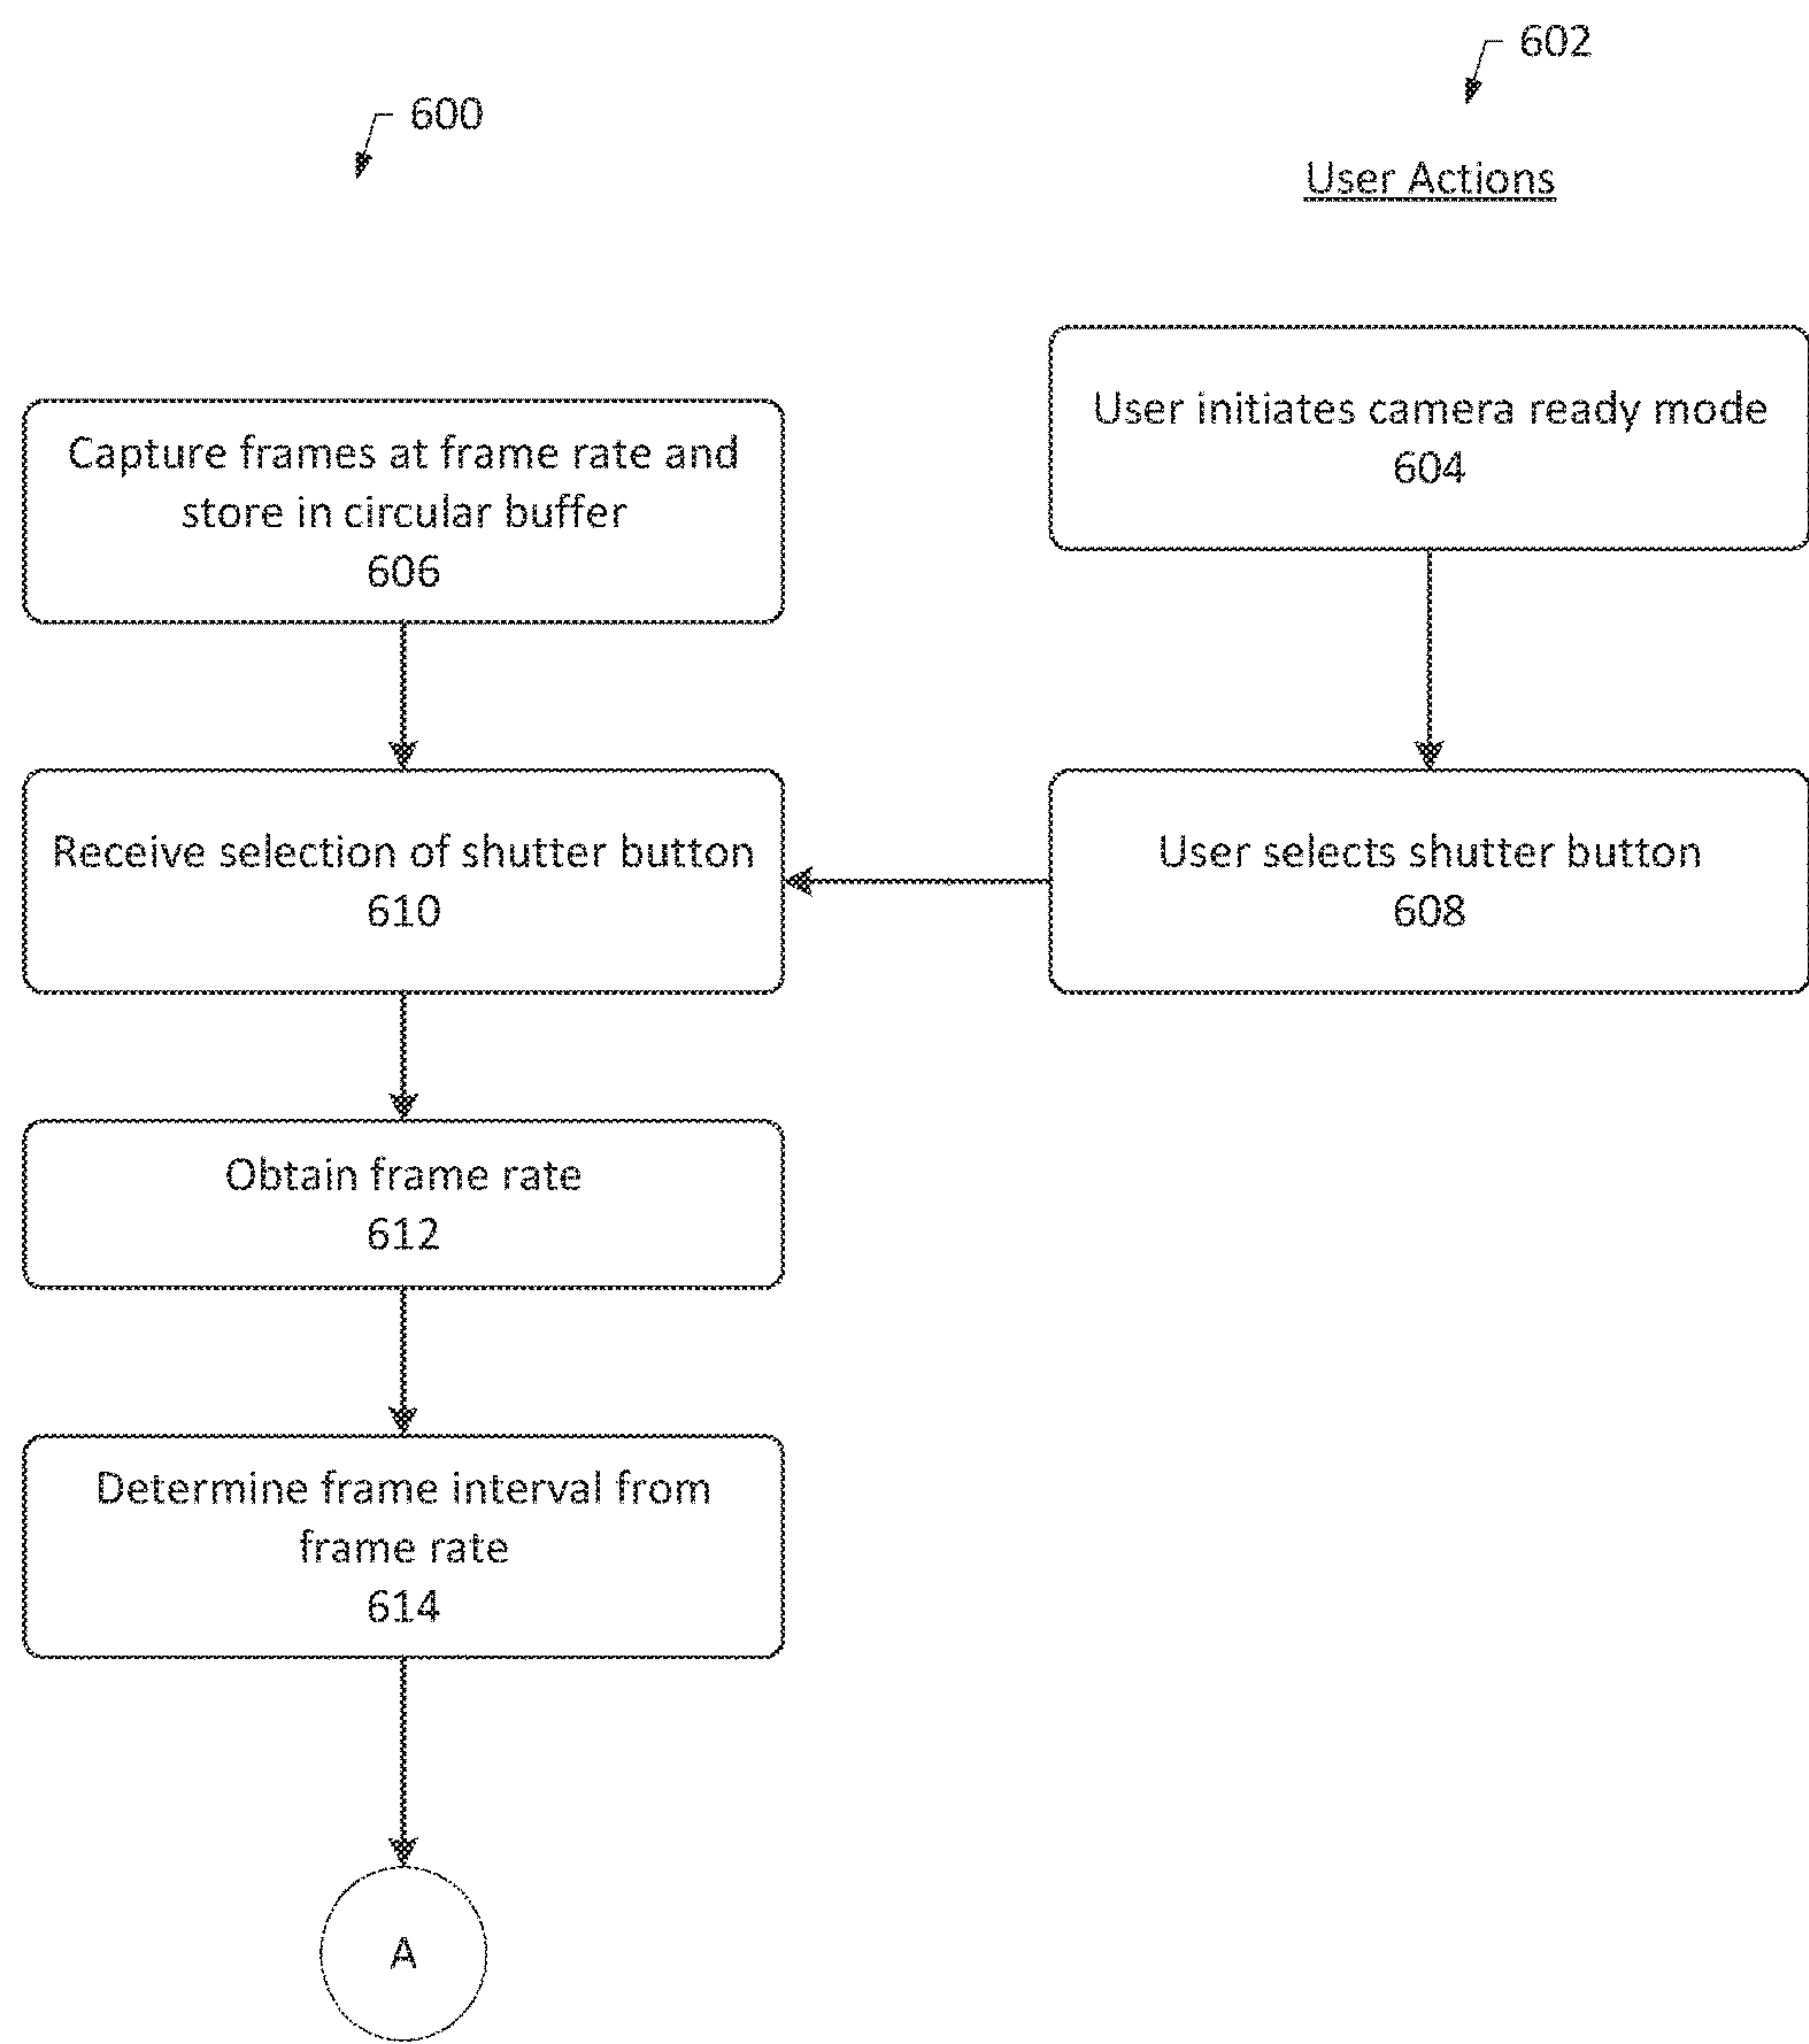 602
600
User Actions
User initiates camera ready mode
604
Capture frames at frame rate and
store in circular buffer
606
Receive selection of shutter button
610
User selects shutter button
608
Obtain frame rate
612
Determine frame interval from
frame rate
614
A